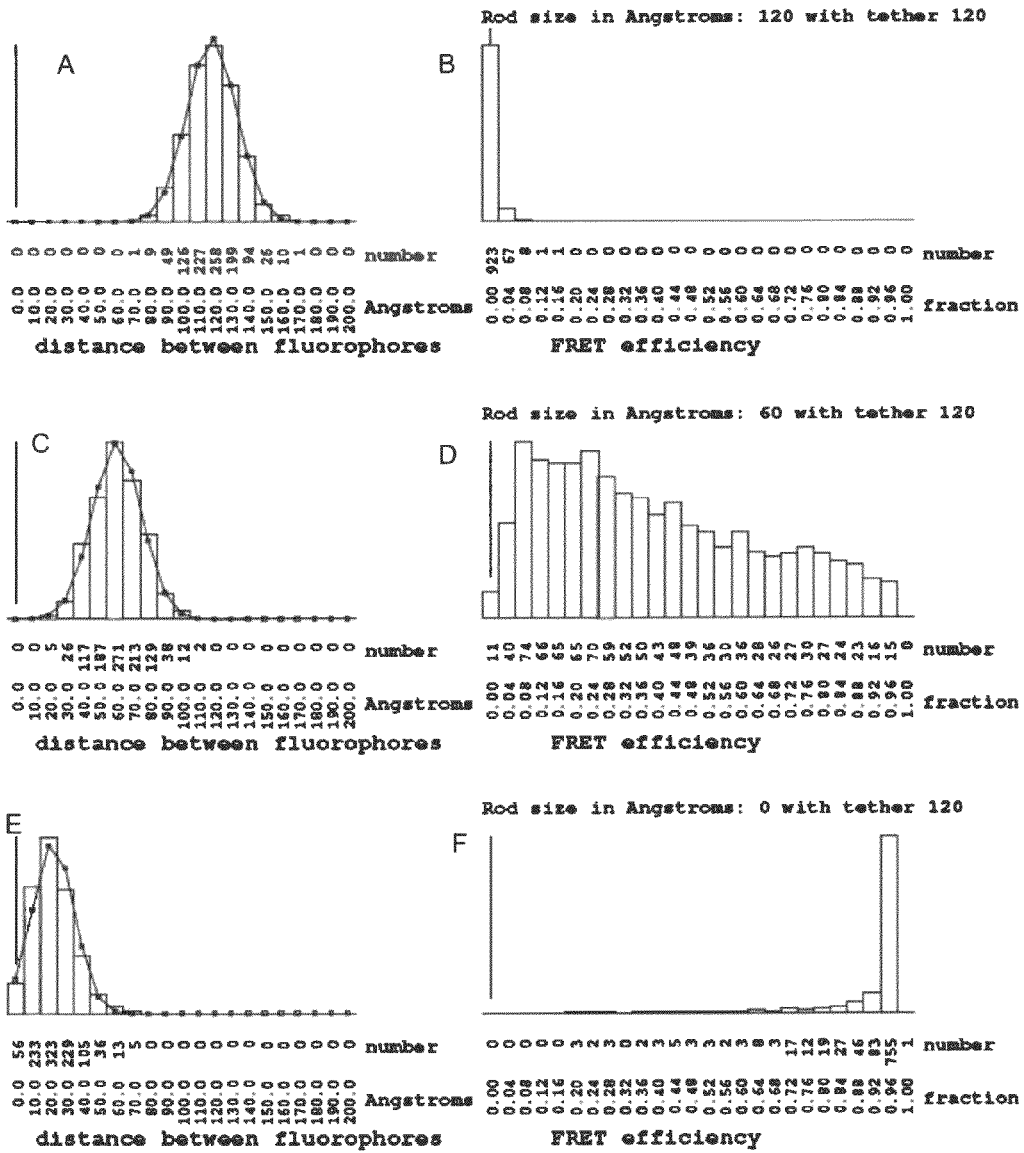 Rod size in Angstroms: 120 with tether 120
A
B
0 0 0 0 0 0 0 1 9 49 126 227 258 199 94 26 10 1 0 0 0 number
0.0 10.0 20.0 30.0 40.0 50.0 60.0 70.0 80.0 90.0 100.0 110.0 120.0 130.0 140.0 150.0 160.0 170.0 180.0 190.0 200.0 Angstroms
distance between fluorophores
923 67 8 1 1 0 0 0 0 0 0 0 0 0 0 0 0 0 0 0 0 0 0 0 0 0 number
0.00 0.04 0.08 0.12 0.16 0.20 0.24 0.28 0.32 0.36 0.40 0.44 0.48 0.52 0.56 0.60 0.64 0.68 0.72 0.76 0.80 0.84 0.88 0.92 0.96 1.00 fraction
FRET efficiency
Rod size in Angstroms: 60 with tether 120
C
D
0 0 5 26 117 187 271 213 129 38 12 2 0 0 0 0 0 0 0 0 0 number
0.0 10.0 20.0 30.0 40.0 50.0 60.0 70.0 80.0 90.0 100.0 110.0 120.0 130.0 140.0 150.0 160.0 170.0 180.0 190.0 200.0 Angstroms
distance between fluorophores
11 40 74 66 65 65 70 59 52 50 43 48 39 36 30 36 28 26 27 30 27 24 23 16 15 0 number
0.00 0.04 0.08 0.12 0.16 0.20 0.24 0.28 0.32 0.36 0.40 0.44 0.48 0.52 0.56 0.60 0.64 0.68 0.72 0.76 0.80 0.84 0.88 0.92 0.96 1.00 fraction
FRET efficiency
Rod size in Angstroms: 0 with tether 120
E
F
56 233 323 229 105 36 13 5 0 0 0 0 0 0 0 0 0 0 0 0 0 number
0.0 10.0 20.0 30.0 40.0 50.0 60.0 70.0 80.0 90.0 100.0 110.0 120.0 130.0 140.0 150.0 160.0 170.0 180.0 190.0 200.0 Angstroms
distance between fluorophores
0 0 0 0 0 3 2 3 0 2 3 5 3 3 2 3 8 3 17 12 19 27 46 83 755 1 number
0.00 0.04 0.08 0.12 0.16 0.20 0.24 0.28 0.32 0.36 0.40 0.44 0.48 0.52 0.56 0.60 0.64 0.68 0.72 0.76 0.80 0.84 0.88 0.92 0.96 1.00 fraction
FRET efficiency